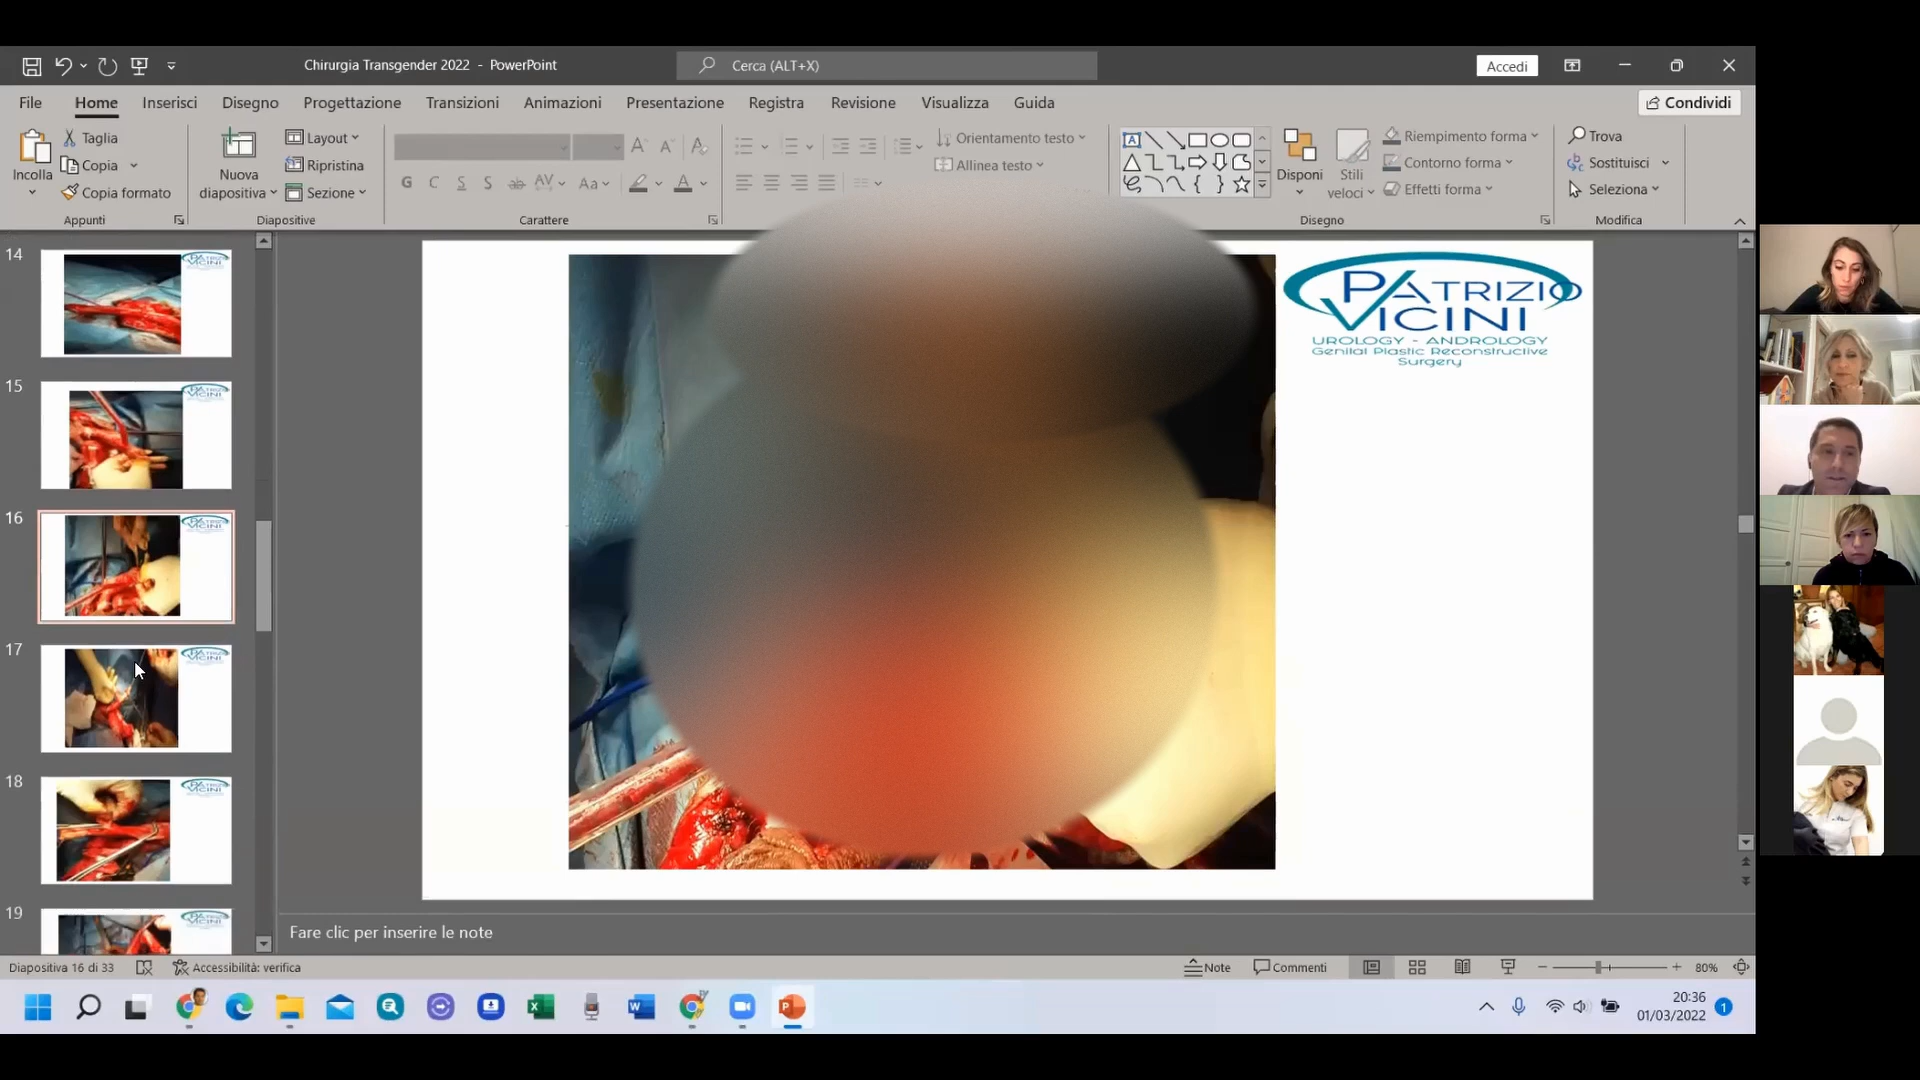 Chirurgia Transgender 2022 - PowerPoint
Cerca (ALT+X)
Accedi
File Home Inserisci Disegno Progettazione Transizioni Animazioni Presentazione Registra Revisione Visualizza Guida
Condividi
Incolla
Taglia
Copia
Copia formato
Appunti
Nuova diapositiva
Layout
Ripristina
Sezione
Diapositive
G C S S ab AV Aa A
Carattere
Orientamento testo
Allinea testo
Disponi
Stili veloci
Riempimento forma
Contorno forma
Effetti forma
Disegno
Trova
Sostituisci
Seleziona
Modifica
14
15
16
17
18
19
PATRIZIO
VICINI
UROLOGY - ANDROLOGY
Genital Plastic Reconstructive
Surgery
Fare clic per inserire le note
Diapositiva 16 di 33
Accessibilità: verifica
Note
Commenti
80%
20:36
01/03/2022
1